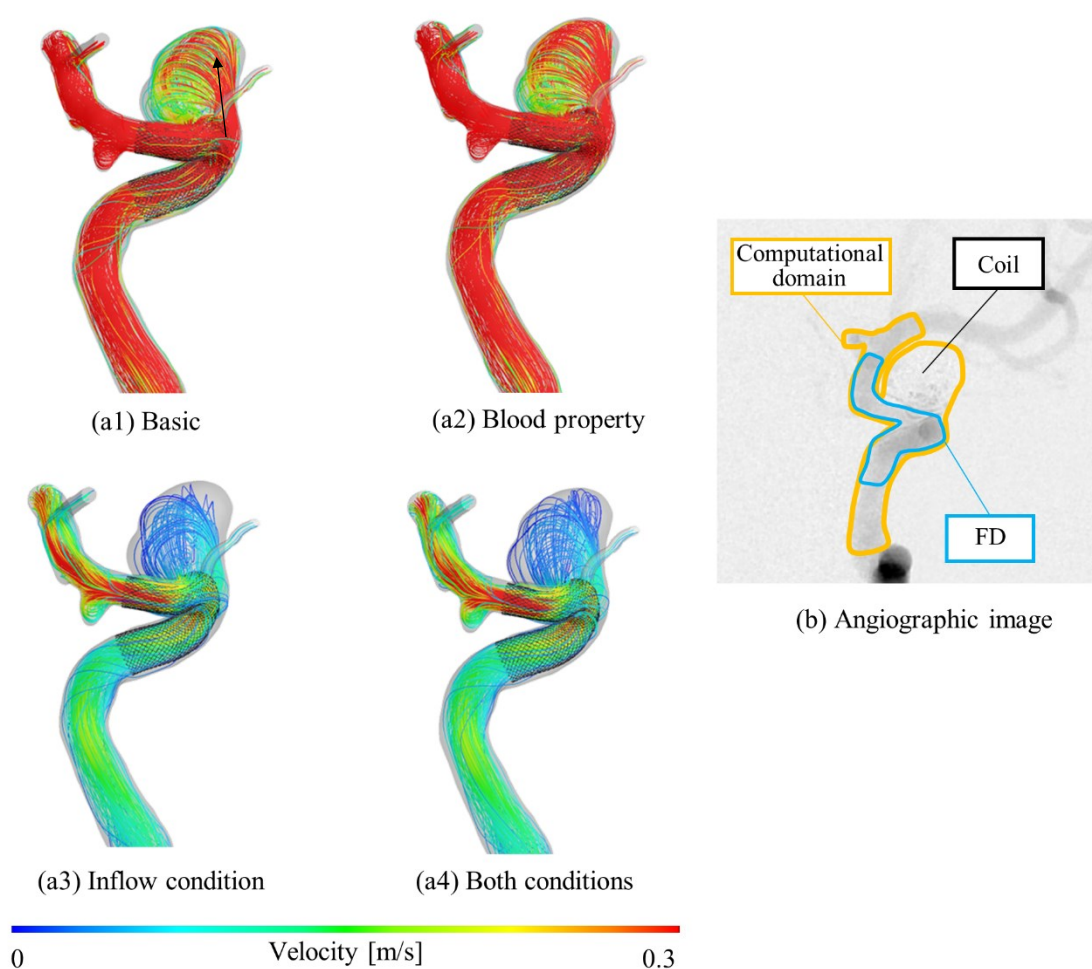 (a1) Basic
(a2) Blood property
Computational
domain
Coil
FD
(b) Angiographic image
(a3) Inflow condition
(a4) Both conditions
0
Velocity [m/s]
0.3